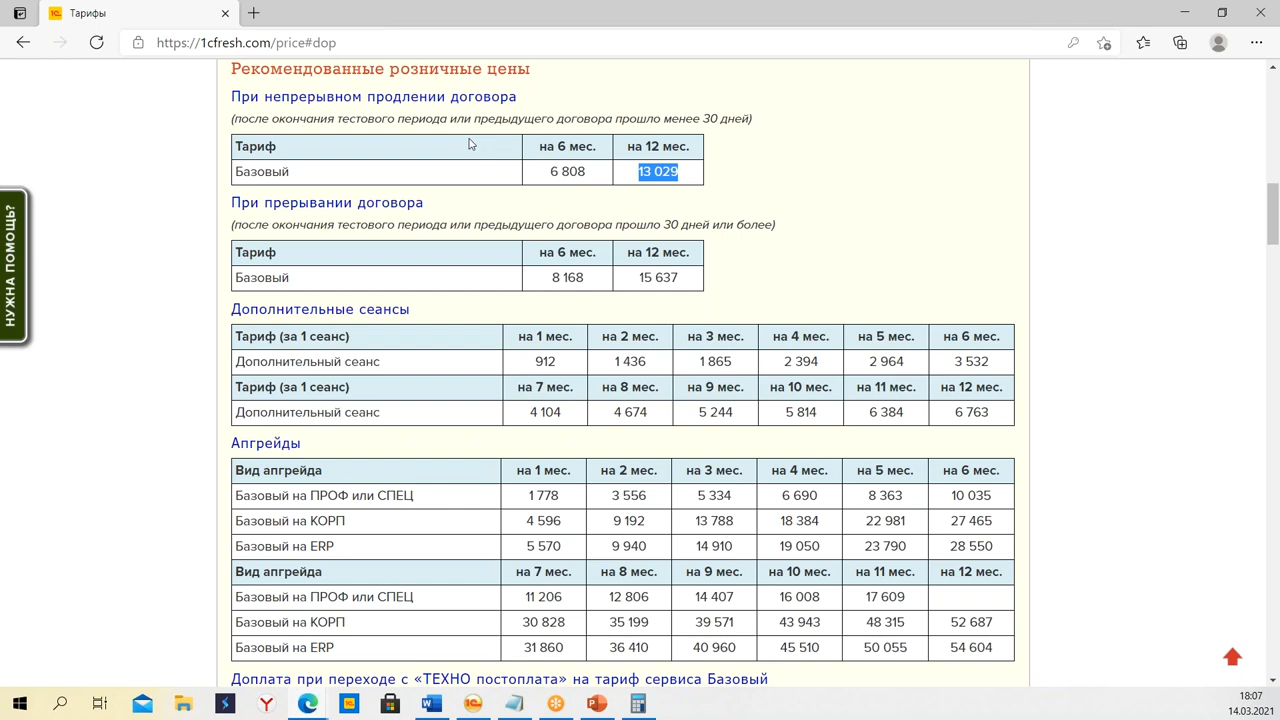 Тарифы
https://1cfresh.com/price#dop
Рекомендованные розничные цены
При непрерывном продлении договора
(после окончания тестового периода или предыдущего договора прошло менее 30 дней)
Тариф на 6 мес. на 12 мес.
Базовый 6 808 13 029
При прерывании договора
(после окончания тестового периода или предыдущего договора прошло 30 дней или более)
Тариф на 6 мес. на 12 мес.
Базовый 8 168 15 637
Дополнительные сеансы
Тариф (за 1 сеанс) на 1 мес. на 2 мес. на 3 мес. на 4 мес. на 5 мес. на 6 мес.
Дополнительный сеанс 912 1 436 1 865 2 394 2 964 3 532
Тариф (за 1 сеанс) на 7 мес. на 8 мес. на 9 мес. на 10 мес. на 11 мес. на 12 мес.
Дополнительный сеанс 4 104 4 674 5 244 5 814 6 384 6 763
Апгрейды
Вид апгрейда на 1 мес. на 2 мес. на 3 мес. на 4 мес. на 5 мес. на 6 мес.
Базовый на ПРОФ или СПЕЦ 1 778 3 556 5 334 6 690 8 363 10 035
Базовый на КОРП 4 596 9 192 13 788 18 384 22 981 27 465
Базовый на ERP 5 570 9 940 14 910 19 050 23 790 28 550
Вид апгрейда на 7 мес. на 8 мес. на 9 мес. на 10 мес. на 11 мес. на 12 мес.
Базовый на ПРОФ или СПЕЦ 11 206 12 806 14 407 16 008 17 609
Базовый на КОРП 30 828 35 199 39 571 43 943 48 315 52 687
Базовый на ERP 31 860 36 410 40 960 45 510 50 055 54 604
Доплата при переходе с «ТЕХНО постоплата» на тариф сервиса Базовый
НУЖНА ПОМОЩЬ?
18:07
14.03.2021